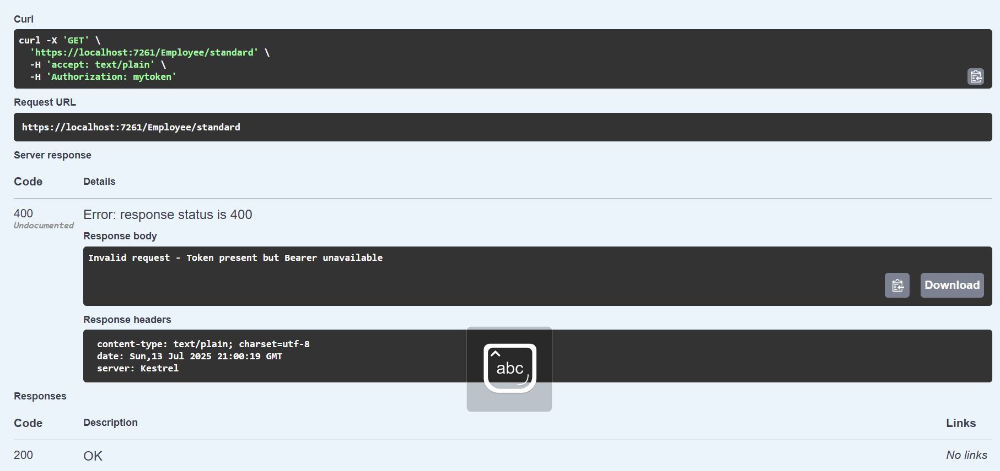 Curl
curl -X 'GET' \
'https://localhost:7261/Employee/standard' \
-H 'accept: text/plain' \
-H 'Authorization: mytoken'
Request URL
https://localhost:7261/Employee/standard
Server response
Code Details
400 Error: response status is 400
Undocumented
Response body
Invalid request - Token present but Bearer unavailable
Download
Response headers
content-type: text/plain; charset=utf-8
date: Sun,13 Jul 2025 21:00:19 GMT
server: Kestrel
abc
Responses
Code Description Links
200 OK No links